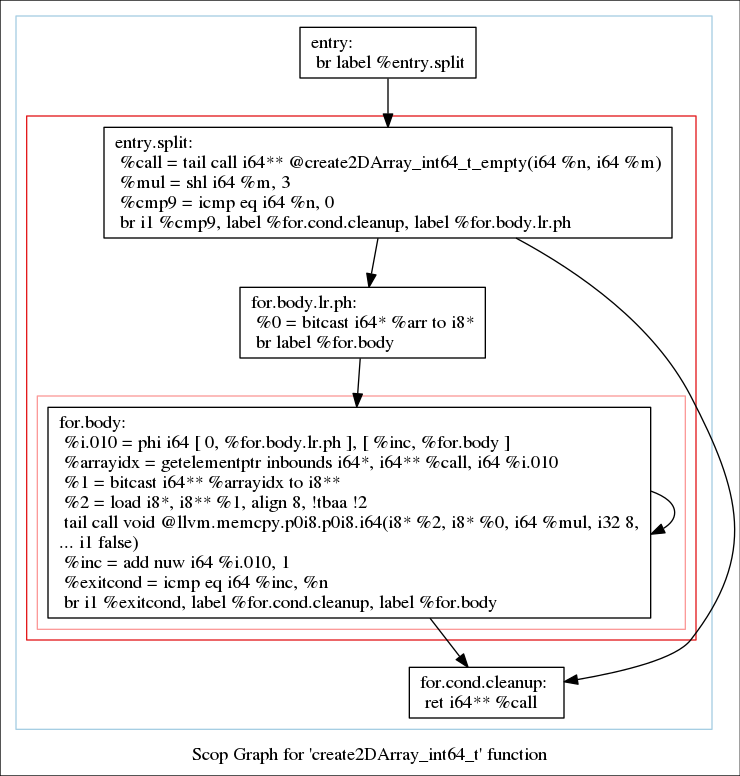 entry:
br label %entry.split
entry.split:
%call = tail call i64** @create2DArray_int64_t_empty(i64 %n, i64 %m)
%mul = shl i64 %m, 3
%cmp9 = icmp eq i64 %n, 0
br i1 %cmp9, label %for.cond.cleanup, label %for.body.lr.ph
for.body.lr.ph:
%0 = bitcast i64* %arr to i8*
br label %for.body
for.body:
%i.010 = phi i64 [ 0, %for.body.lr.ph ], [ %inc, %for.body ]
%arrayidx = getelementptr inbounds i64*, i64** %call, i64 %i.010
%1 = bitcast i64** %arrayidx to i8**
%2 = load i8*, i8** %1, align 8, !tbaa !2
tail call void @llvm.memcpy.p0i8.p0i8.i64(i8* %2, i8* %0, i64 %mul, i32 8,
... i1 false)
%inc = add nuw i64 %i.010, 1
%exitcond = icmp eq i64 %inc, %n
br i1 %exitcond, label %for.cond.cleanup, label %for.body
for.cond.cleanup:
ret i64** %call
Scop Graph for 'create2DArray_int64_t' function